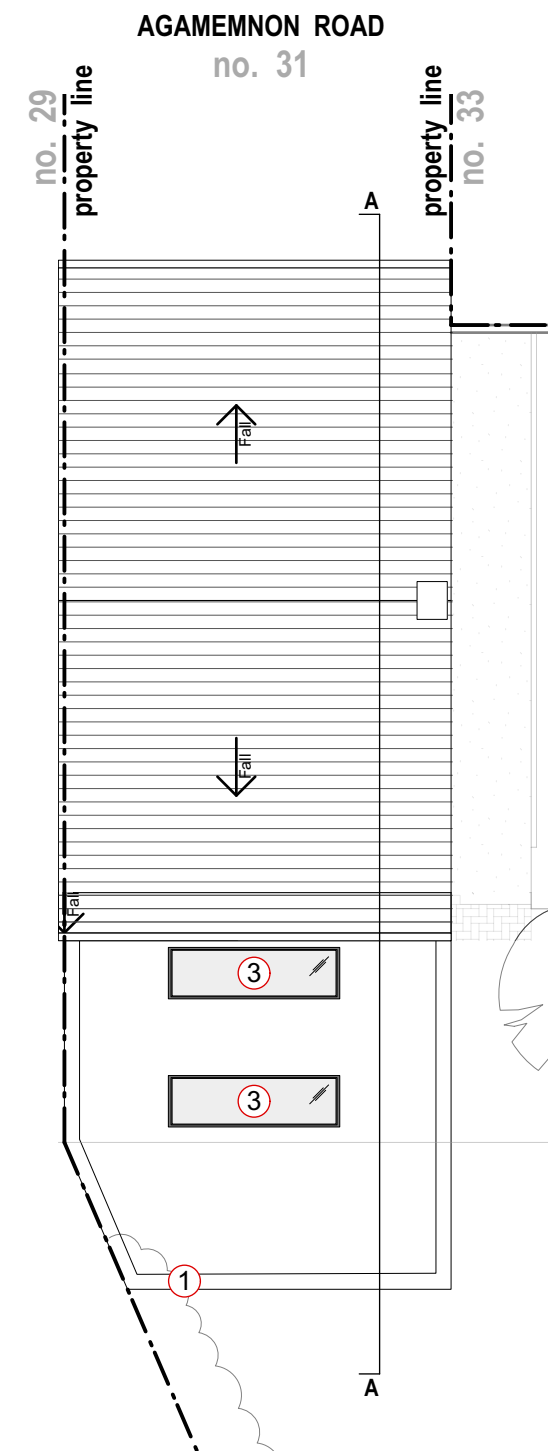 AGAMEMNON ROAD
no. 31
no. 29
property line
property line
no. 33
A
Fall
Fall
Fall
3
3
1
A